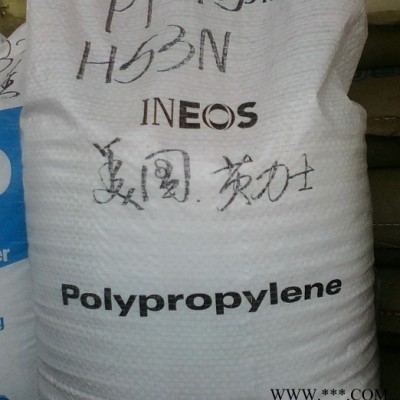 H53N
INEOS
美国.英力士
Polypropylene
WWW.***.COM